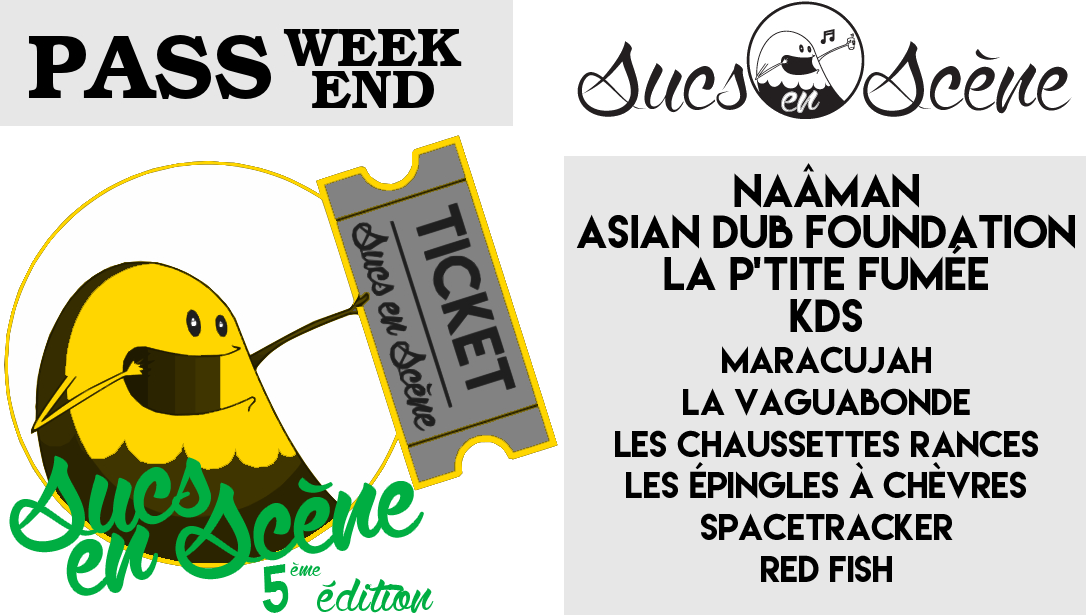 PASS WEEK
END
TICKET
Sucs en Scène
Sucs en Scène
5ème édition
Sucs en Scène
NAÂMAN
ASIAN DUB FOUNDATION
LA P'TITE FUMÉE
KDS
MARACUJAH
LA VAGUABONDE
LES CHAUSSETTES RANCES
LES ÉPINGLES À CHÈVRES
SPACETRACKER
RED FISH